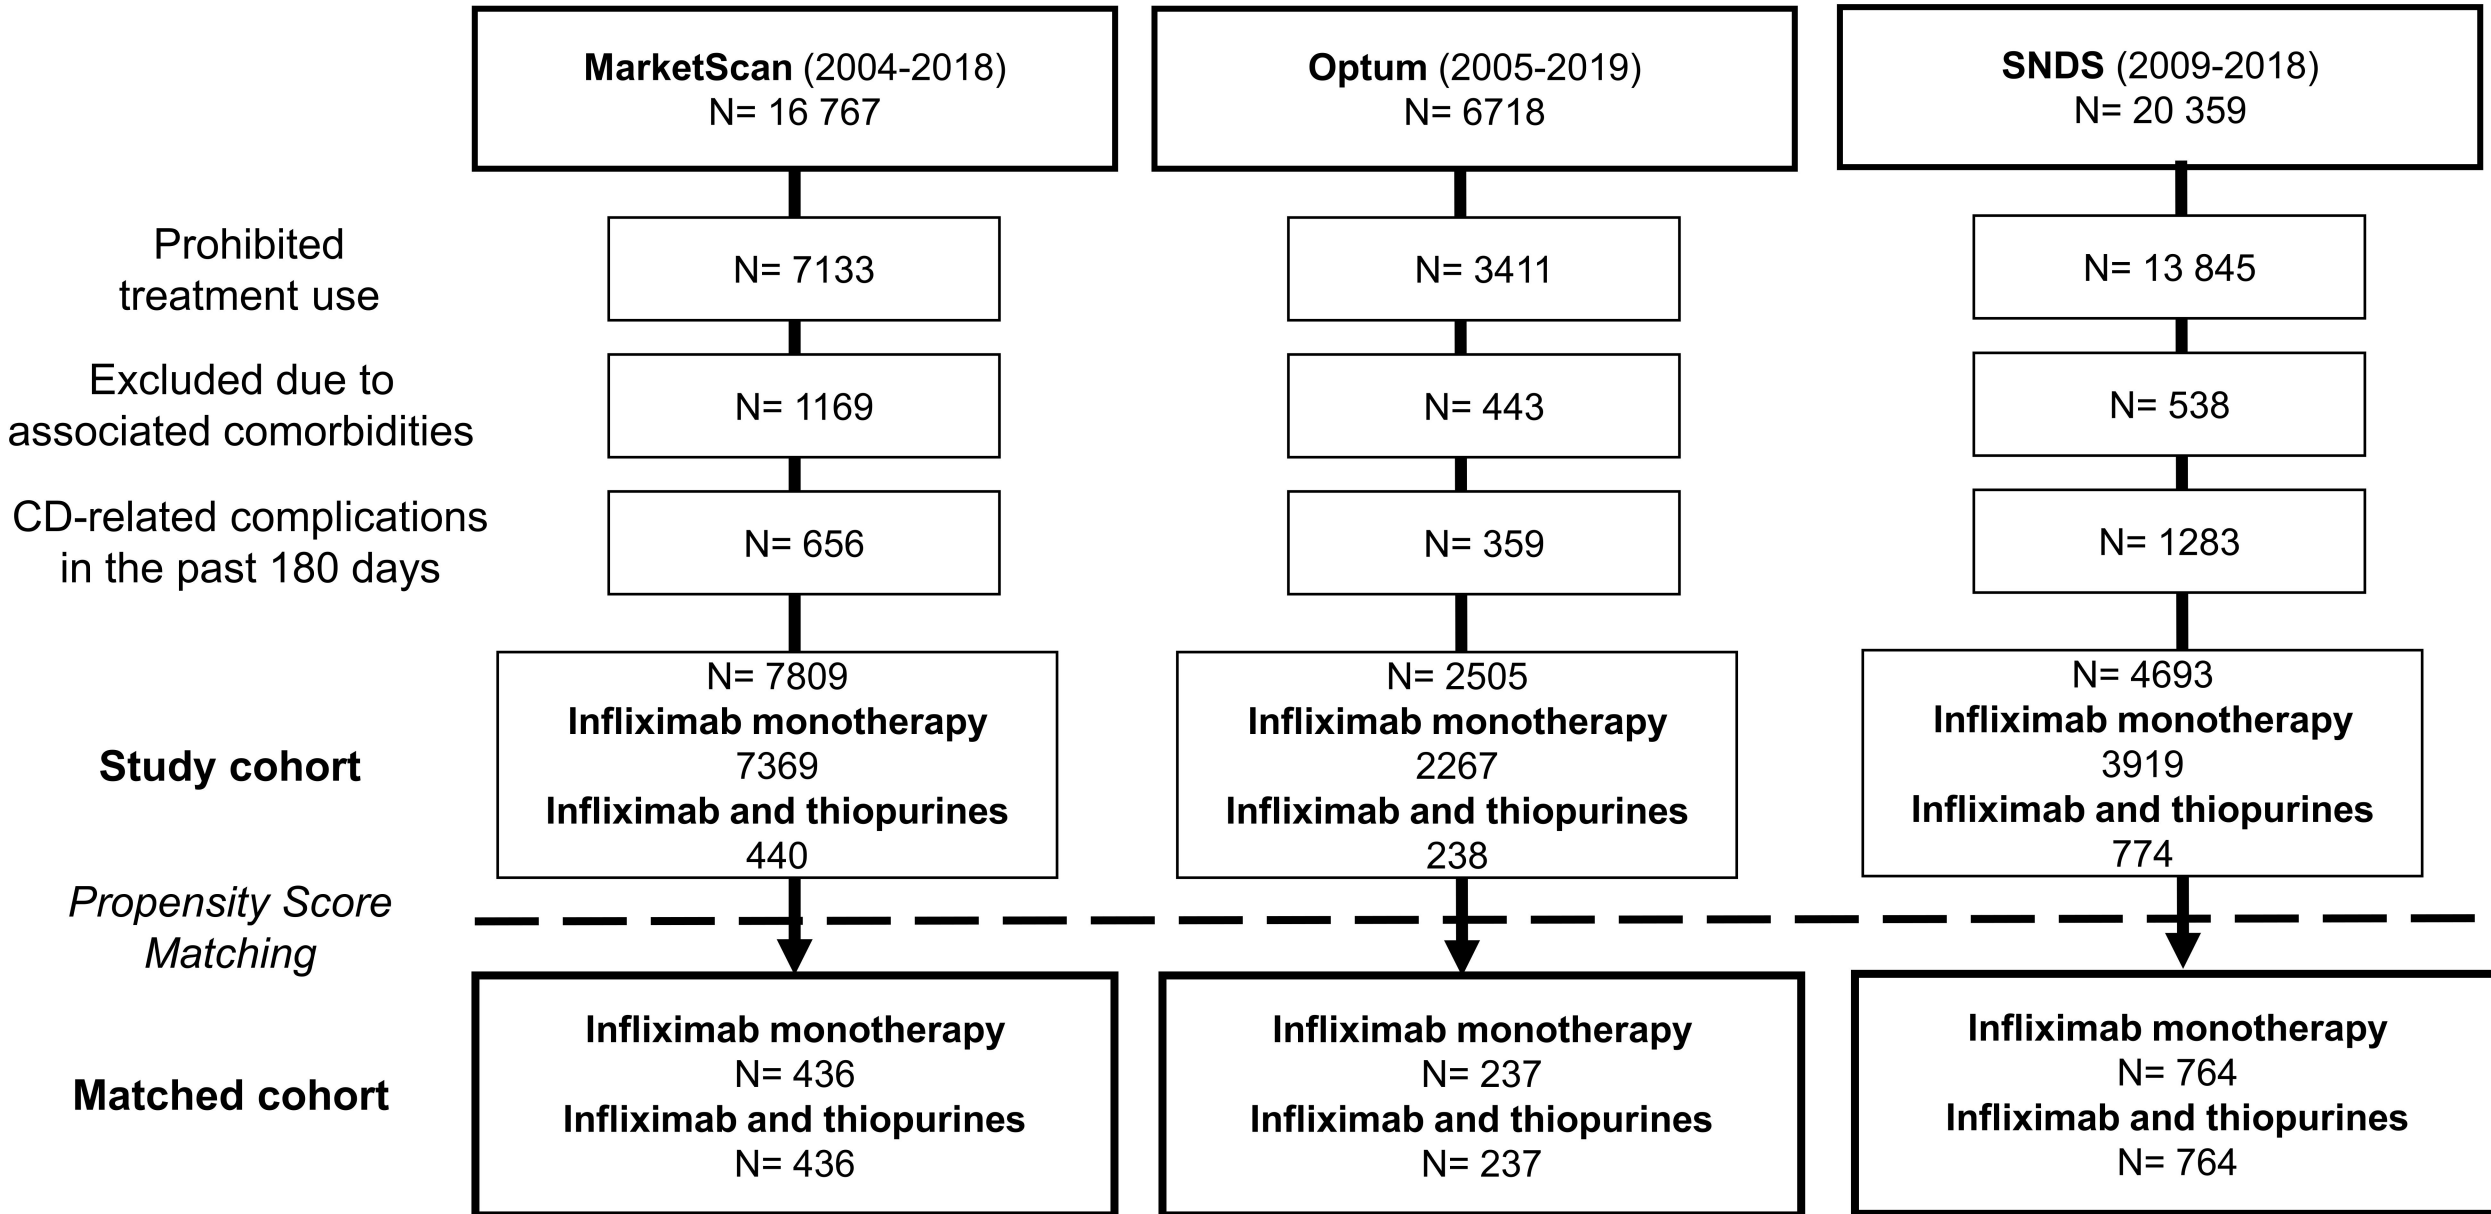 MarketScan (2004-2018)
N= 16 767
Optum (2005-2019)
N= 6718
SNDS (2009-2018)
N= 20 359
Prohibited
treatment use
N= 7133
N= 3411
N= 13 845
Excluded due to
associated comorbidities
N= 1169
N= 443
N= 538
CD-related complications
in the past 180 days
N= 656
N= 359
N= 1283
Study cohort
N= 7809
Infliximab monotherapy
7369
Infliximab and thiopurines
440
N= 2505
Infliximab monotherapy
2267
Infliximab and thiopurines
238
N= 4693
Infliximab monotherapy
3919
Infliximab and thiopurines
774
Propensity Score
Matching
Matched cohort
Infliximab monotherapy
N= 436
Infliximab and thiopurines
N= 436
Infliximab monotherapy
N= 237
Infliximab and thiopurines
N= 237
Infliximab monotherapy
N= 764
Infliximab and thiopurines
N= 764